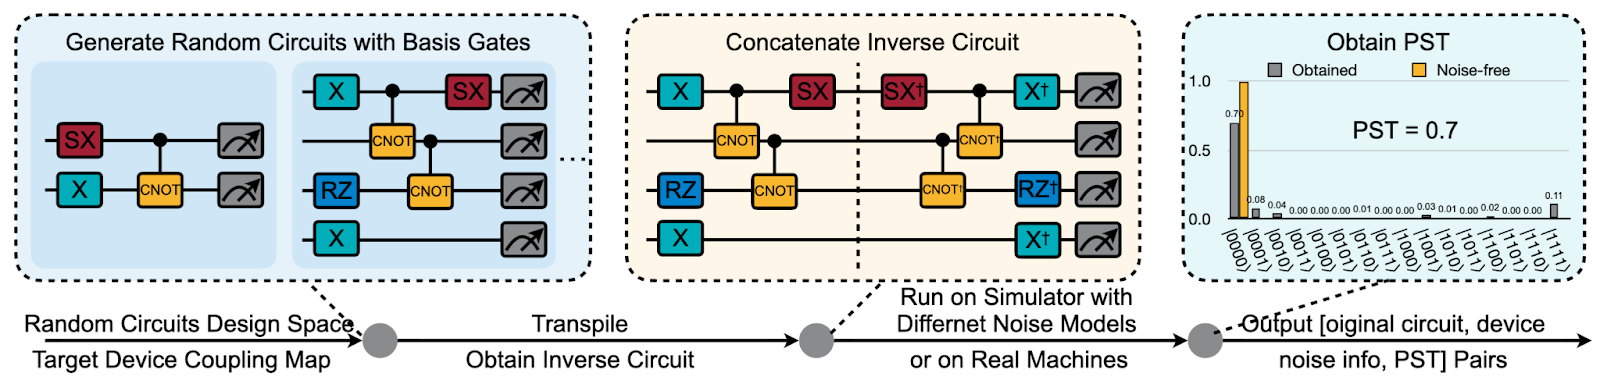 Generate Random Circuits with Basis Gates
SX
CNOT
X
X
SX
CNOT
RZ
CNOT
X
Concatenate Inverse Circuit
X
SX
SX†
X†
CNOT
CNOT†
RZ
CNOT
CNOT†
RZ†
X
X†
Obtain PST
Obtained
Noise-free
1.0
0.5
0.0
PST = 0.7
0.70
0.08
0.04
0.00
0.00
0.00
0.01
0.00
0.00
0.03
0.01
0.00
0.02
0.00
0.00
0.11
|0000⟩
|0001⟩
|0010⟩
|0011⟩
|0100⟩
|0101⟩
|0110⟩
|0111⟩
|1000⟩
|1001⟩
|1010⟩
|1011⟩
|1100⟩
|1101⟩
|1110⟩
|1111⟩
Random Circuits Design Space
Target Device Coupling Map
Transpile
Obtain Inverse Circuit
Run on Simulator with
Differnet Noise Models
or on Real Machines
Output [oiginal circuit, device
noise info, PST] Pairs